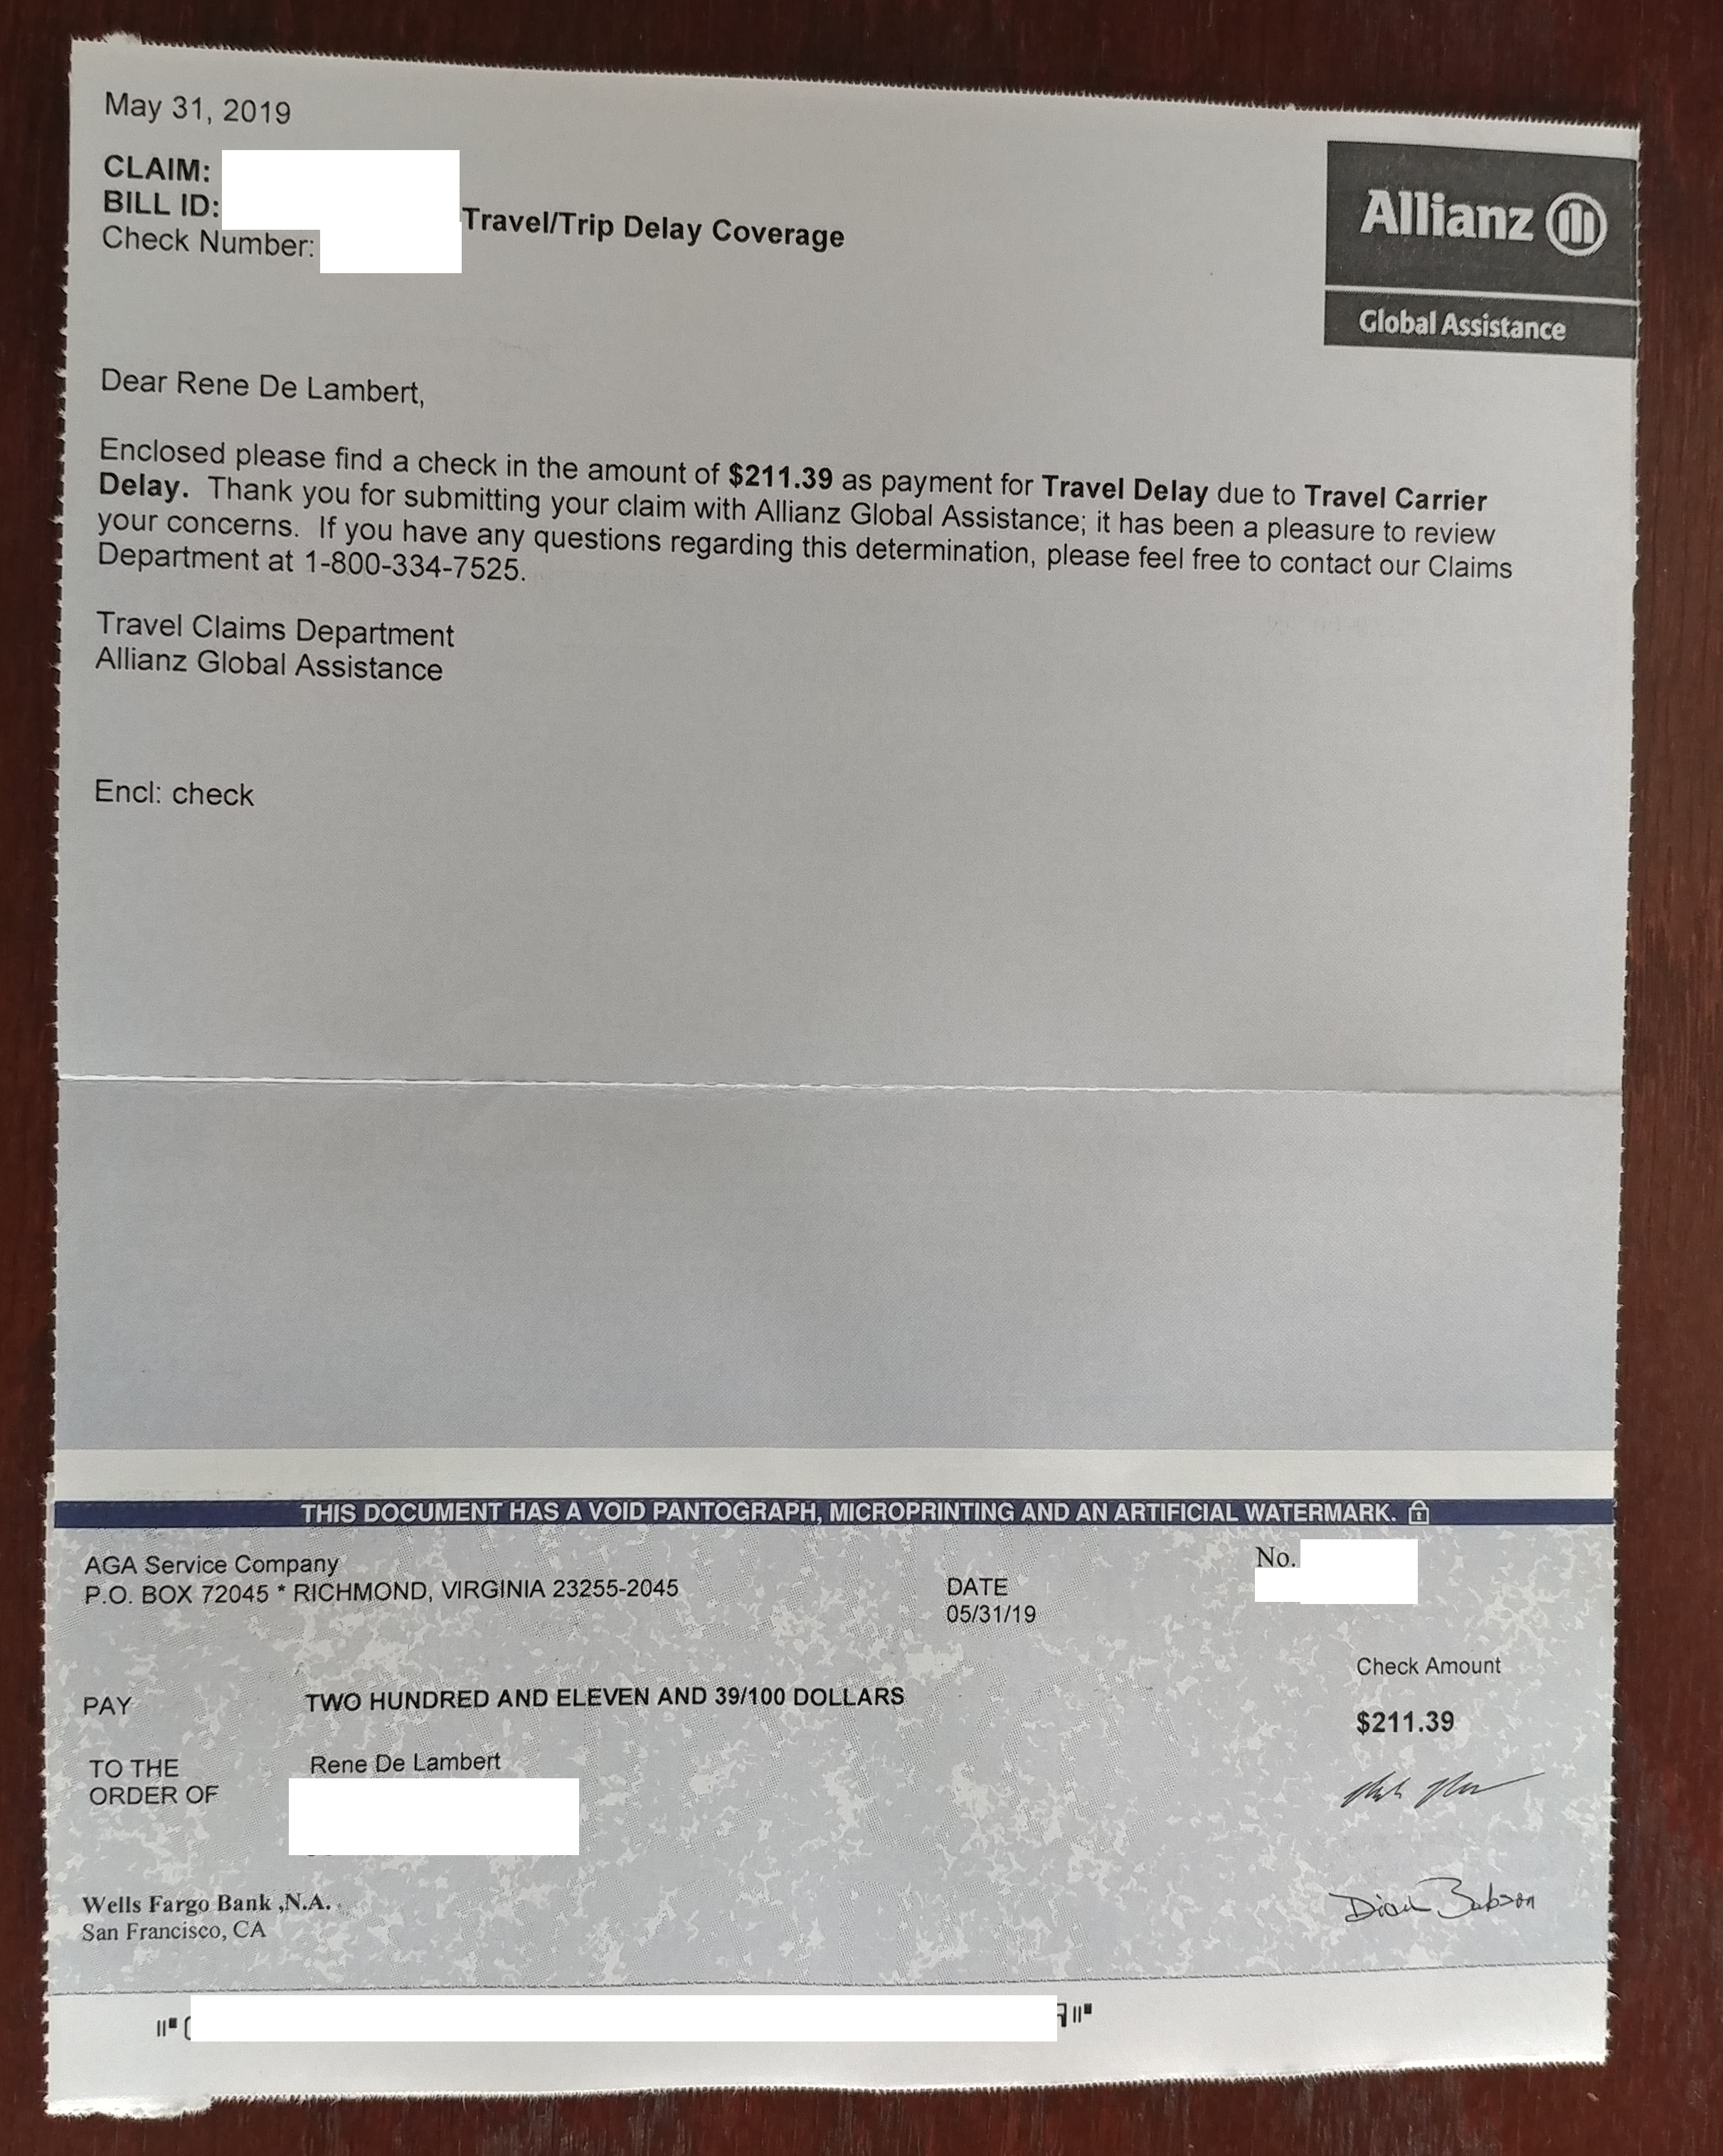 May 31, 2019
CLAIM:
BILL ID:
Travel/Trip Delay Coverage
Check Number:
Allianz
Global Assistance
Dear Rene De Lambert,
Enclosed please find a check in the amount of $211.39 as payment for Travel Delay due to Travel Carrier
Delay. Thank you for submitting your claim with Allianz Global Assistance; it has been a pleasure to review
your concerns. If you have any questions regarding this determination, please feel free to contact our Claims
Department at 1-800-334-7525.
Travel Claims Department
Allianz Global Assistance
Encl: check
THIS DOCUMENT HAS A VOID PANTOGRAPH, MICROPRINTING AND AN ARTIFICIAL WATERMARK.
AGA Service Company
P.O. BOX 72045 * RICHMOND, VIRGINIA 23255-2045
DATE
05/31/19
No.
Check Amount
$211.39
PAY
TWO HUNDRED AND ELEVEN AND 39/100 DOLLARS
TO THE
ORDER OF
Rene De Lambert
Wells Fargo Bank ,N.A.
San Francisco, CA